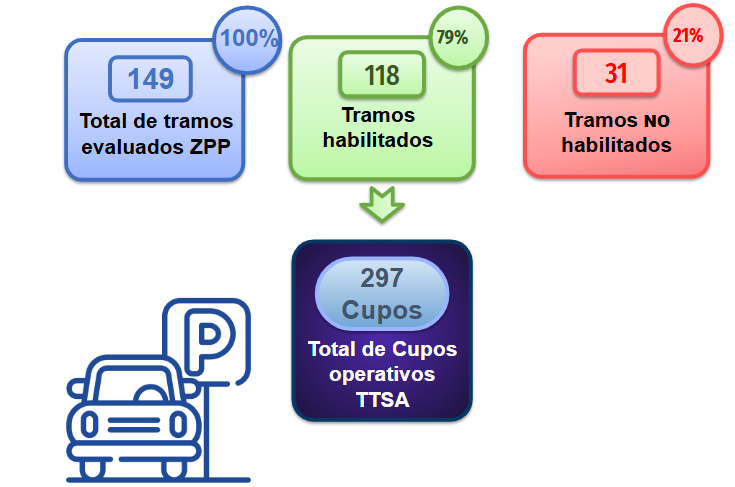 100%
149
Total de tramos
evaluados ZPP
79%
118
Tramos
habilitados
21%
31
Tramos NO
habilitados
297
Cupos
Total de Cupos
operativos
TTSA
P